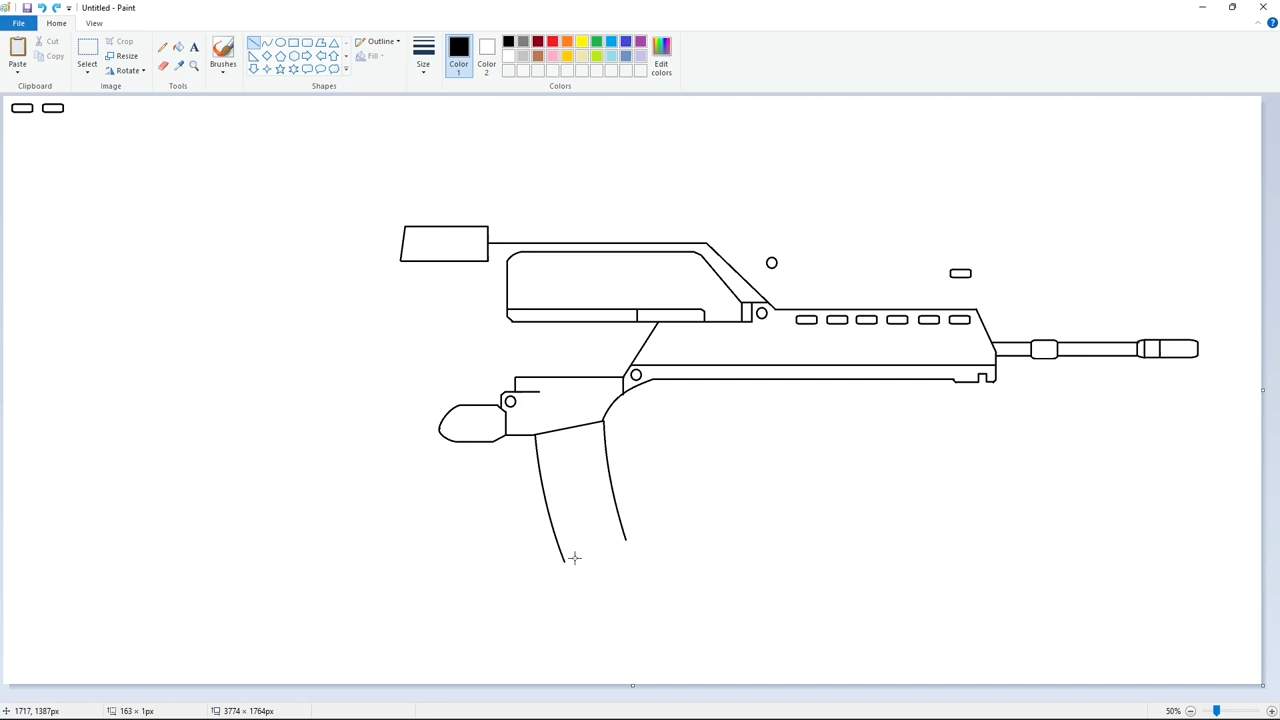 Untitled - Paint
File
Home
View
Paste
Cut
Copy
Clipboard
Select
Crop
Resize
Rotate
Image
A
Tools
Brushes
Outline
Fill
Shapes
Size
Color
1
Color
2
Edit
colors
Colors
1717, 1387px
163 × 1px
3774 × 1764px
50%